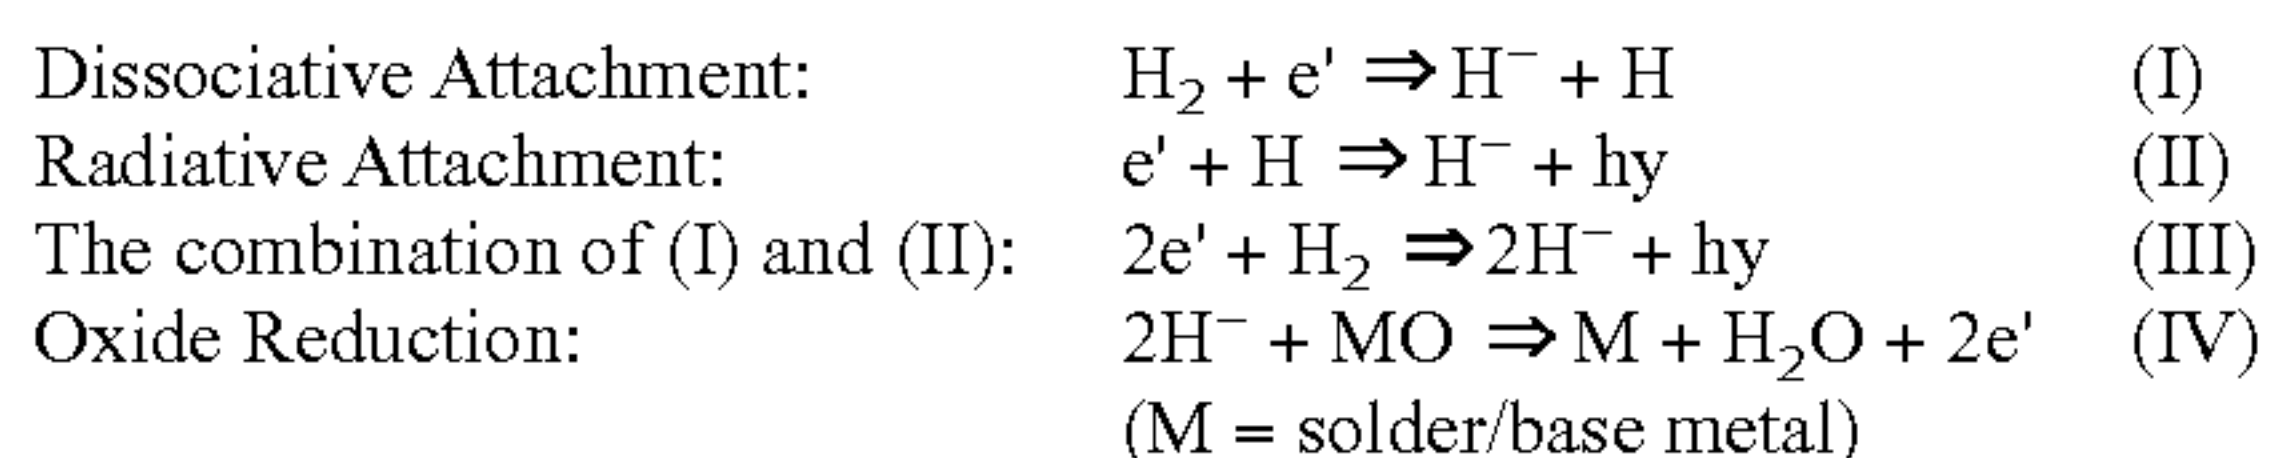 Dissociative Attachment: H₂ + e' ⇒ H⁻ + H (I)
Radiative Attachment: e' + H ⇒ H⁻ + hy (II)
The combination of (I) and (II): 2e' + H₂ ⇒ 2H⁻ + hy (III)
Oxide Reduction: 2H⁻ + MO ⇒ M + H₂O + 2e' (IV)
(M = solder/base metal)